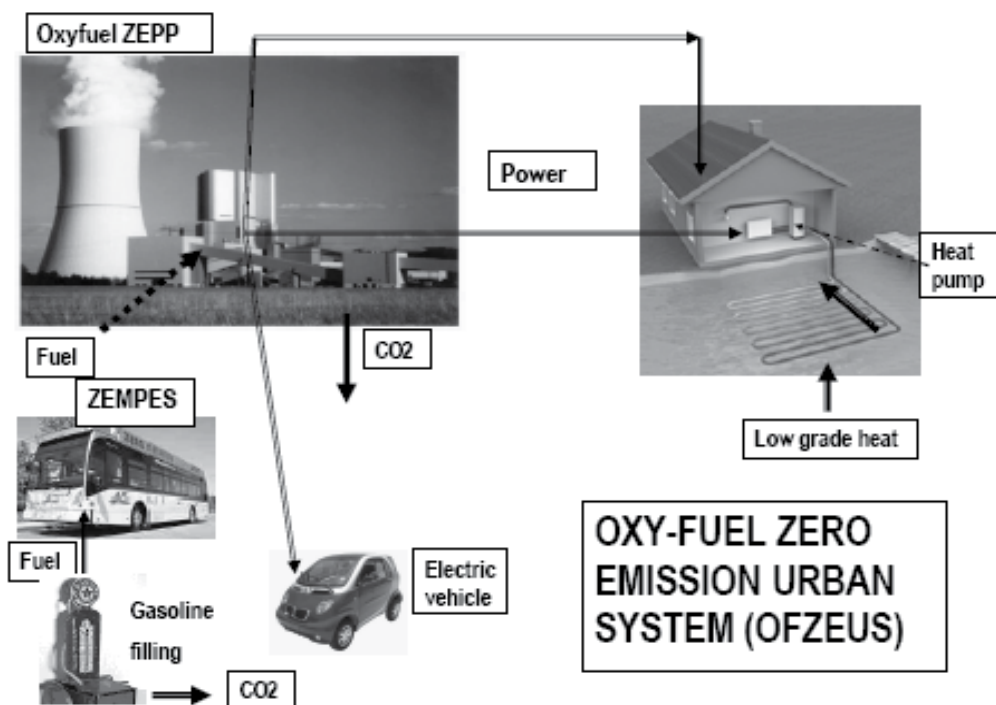 Oxyfuel ZEPP
Power
Heat
pump
Fuel
CO2
ZEMPES
Low grade heat
Fuel
Gasoline
filling
Electric
vehicle
CO2
OXY-FUEL ZERO
EMISSION URBAN
SYSTEM (OFZEUS)